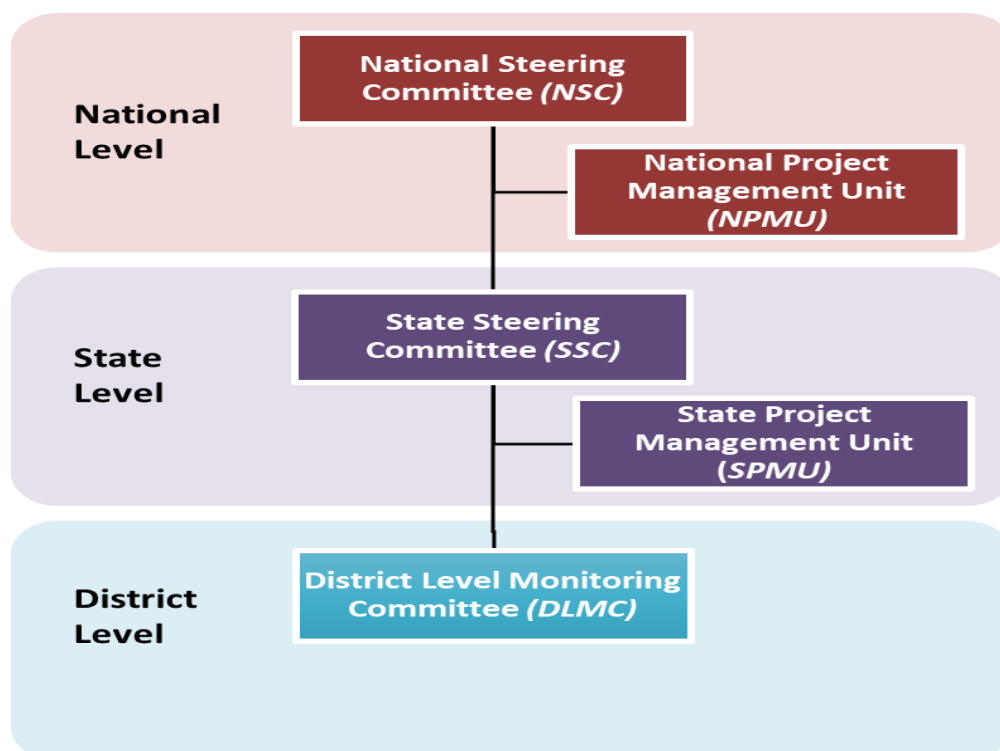 National Steering
Committee (NSC)
National
Level
National Project
Management Unit
(NPMU)
State Steering
Committee (SSC)
State
Level
State Project
Management Unit
(SPMU)
District Level Monitoring
Committee (DLMC)
District
Level